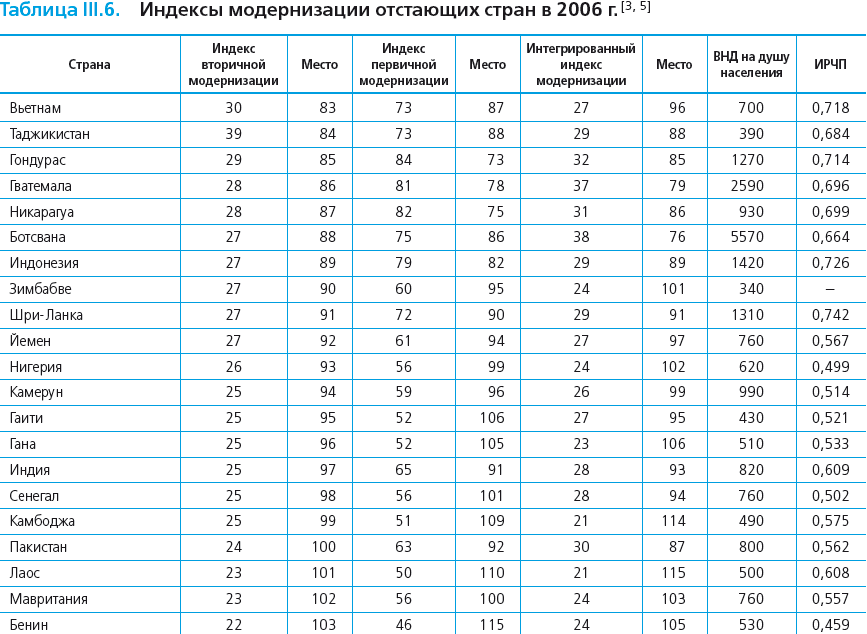 Таблица III.6. Индексы модернизации отстающих стран в 2006 г. [3, 5]
Страна Индекс вторичной модернизации Место Индекс первичной модернизации Место Интегрированный индекс модернизации Место ВНД на душу населения ИРЧП
Вьетнам 30 83 73 87 27 96 700 0,718
Таджикистан 39 84 73 88 29 88 390 0,684
Гондурас 29 85 84 73 32 85 1270 0,714
Гватемала 28 86 81 78 37 79 2590 0,696
Никарагуа 28 87 82 75 31 86 930 0,699
Ботсвана 27 88 75 86 38 76 5570 0,664
Индонезия 27 89 79 82 29 89 1420 0,726
Зимбабве 27 90 60 95 24 101 340 —
Шри-Ланка 27 91 72 90 29 91 1310 0,742
Йемен 27 92 61 94 27 97 760 0,567
Нигерия 26 93 56 99 24 102 620 0,499
Камерун 25 94 59 96 26 99 990 0,514
Гаити 25 95 52 106 27 95 430 0,521
Гана 25 96 52 105 23 106 510 0,533
Индия 25 97 65 91 28 93 820 0,609
Сенегал 25 98 56 101 28 94 760 0,502
Камбоджа 25 99 51 109 21 114 490 0,575
Пакистан 24 100 63 92 30 87 800 0,562
Лаос 23 101 50 110 21 115 500 0,608
Мавритания 23 102 56 100 24 103 760 0,557
Бенин 22 103 46 115 24 105 530 0,459